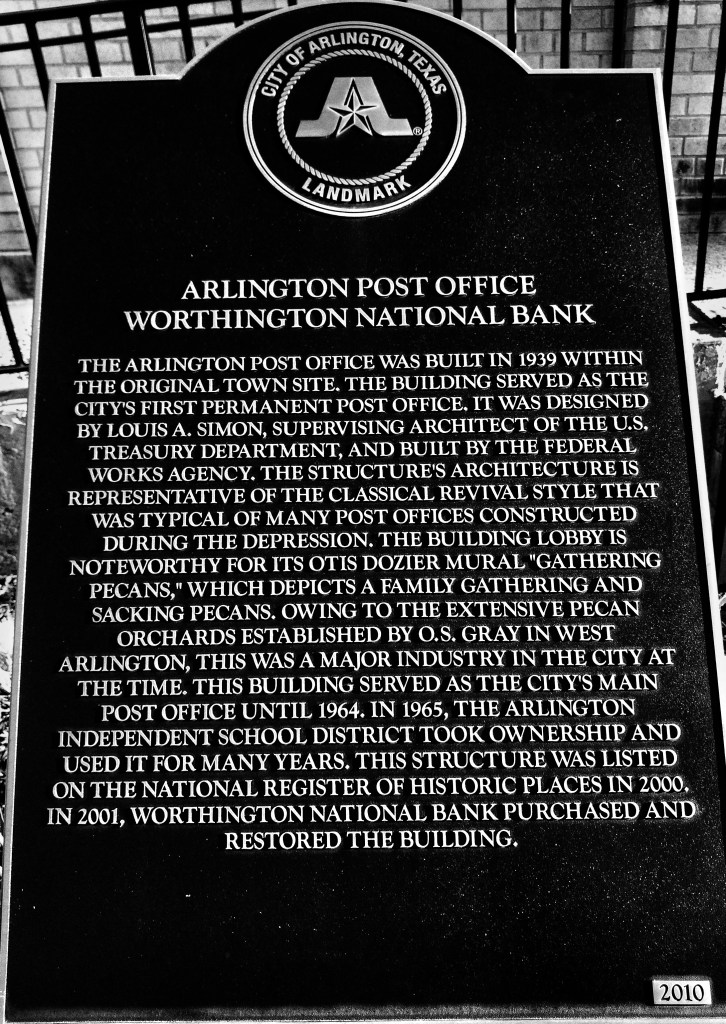 CITY OF ARLINGTON, TEXAS
A®
LANDMARK
ARLINGTON POST OFFICE
WORTHINGTON NATIONAL BANK
THE ARLINGTON POST OFFICE WAS BUILT IN 1939 WITHIN
THE ORIGINAL TOWN SITE. THE BUILDING SERVED AS THE
CITY'S FIRST PERMANENT POST OFFICE. IT WAS DESIGNED
BY LOUIS A. SIMON, SUPERVISING ARCHITECT OF THE U.S.
TREASURY DEPARTMENT, AND BUILT BY THE FEDERAL
WORKS AGENCY. THE STRUCTURE'S ARCHITECTURE IS
REPRESENTATIVE OF THE CLASSICAL REVIVAL STYLE THAT
WAS TYPICAL OF MANY POST OFFICES CONSTRUCTED
DURING THE DEPRESSION. THE BUILDING LOBBY IS
NOTEWORTHY FOR ITS OTIS DOZIER MURAL "GATHERING
PECANS," WHICH DEPICTS A FAMILY GATHERING AND
SACKING PECANS. OWING TO THE EXTENSIVE PECAN
ORCHARDS ESTABLISHED BY O.S. GRAY IN WEST
ARLINGTON, THIS WAS A MAJOR INDUSTRY IN THE CITY AT
THE TIME. THIS BUILDING SERVED AS THE CITY'S MAIN
POST OFFICE UNTIL 1964. IN 1965, THE ARLINGTON
INDEPENDENT SCHOOL DISTRICT TOOK OWNERSHIP AND
USED IT FOR MANY YEARS. THIS STRUCTURE WAS LISTED
ON THE NATIONAL REGISTER OF HISTORIC PLACES IN 2000.
IN 2001, WORTHINGTON NATIONAL BANK PURCHASED AND
RESTORED THE BUILDING.
2010